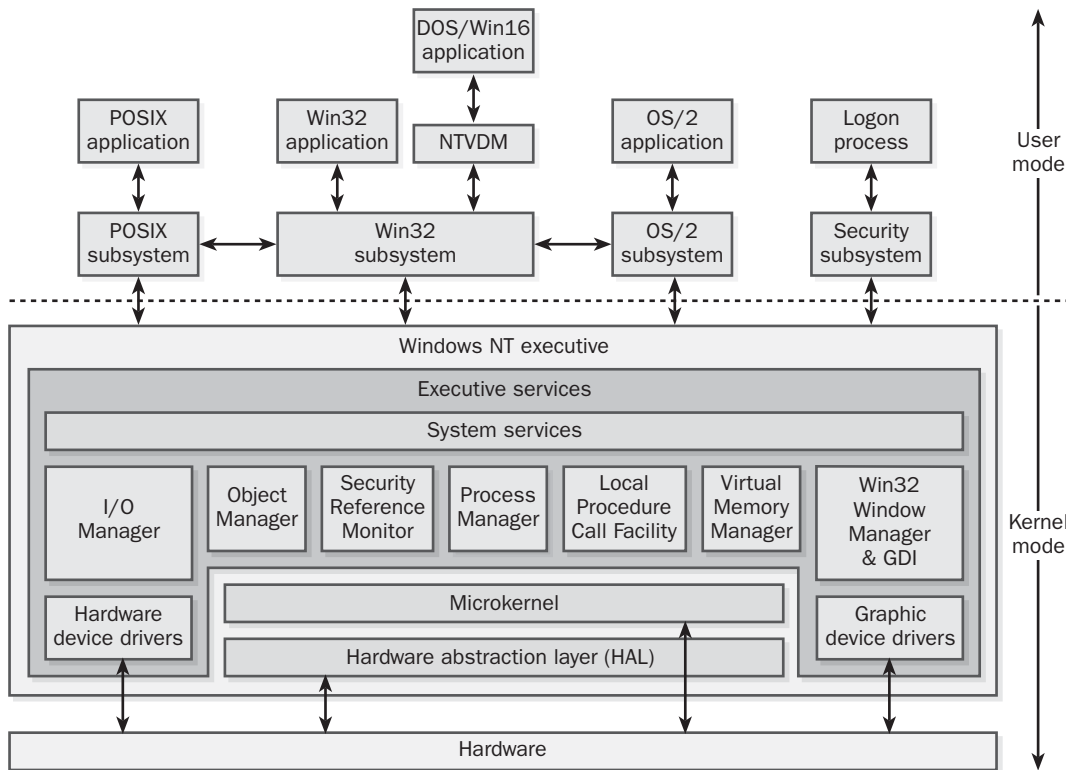 DOS/Win16
application
POSIX
application
Win32
application
NTVDM
OS/2
application
Logon
process
User
mode
POSIX
subsystem
Win32
subsystem
OS/2
subsystem
Security
subsystem
Windows NT executive
Executive services
System services
I/O
Manager
Object
Manager
Security
Reference
Monitor
Process
Manager
Local
Procedure
Call Facility
Virtual
Memory
Manager
Win32
Window
Manager
& GDI
Kernel
mode
Microkernel
Hardware
device drivers
Graphic
device drivers
Hardware abstraction layer (HAL)
Hardware